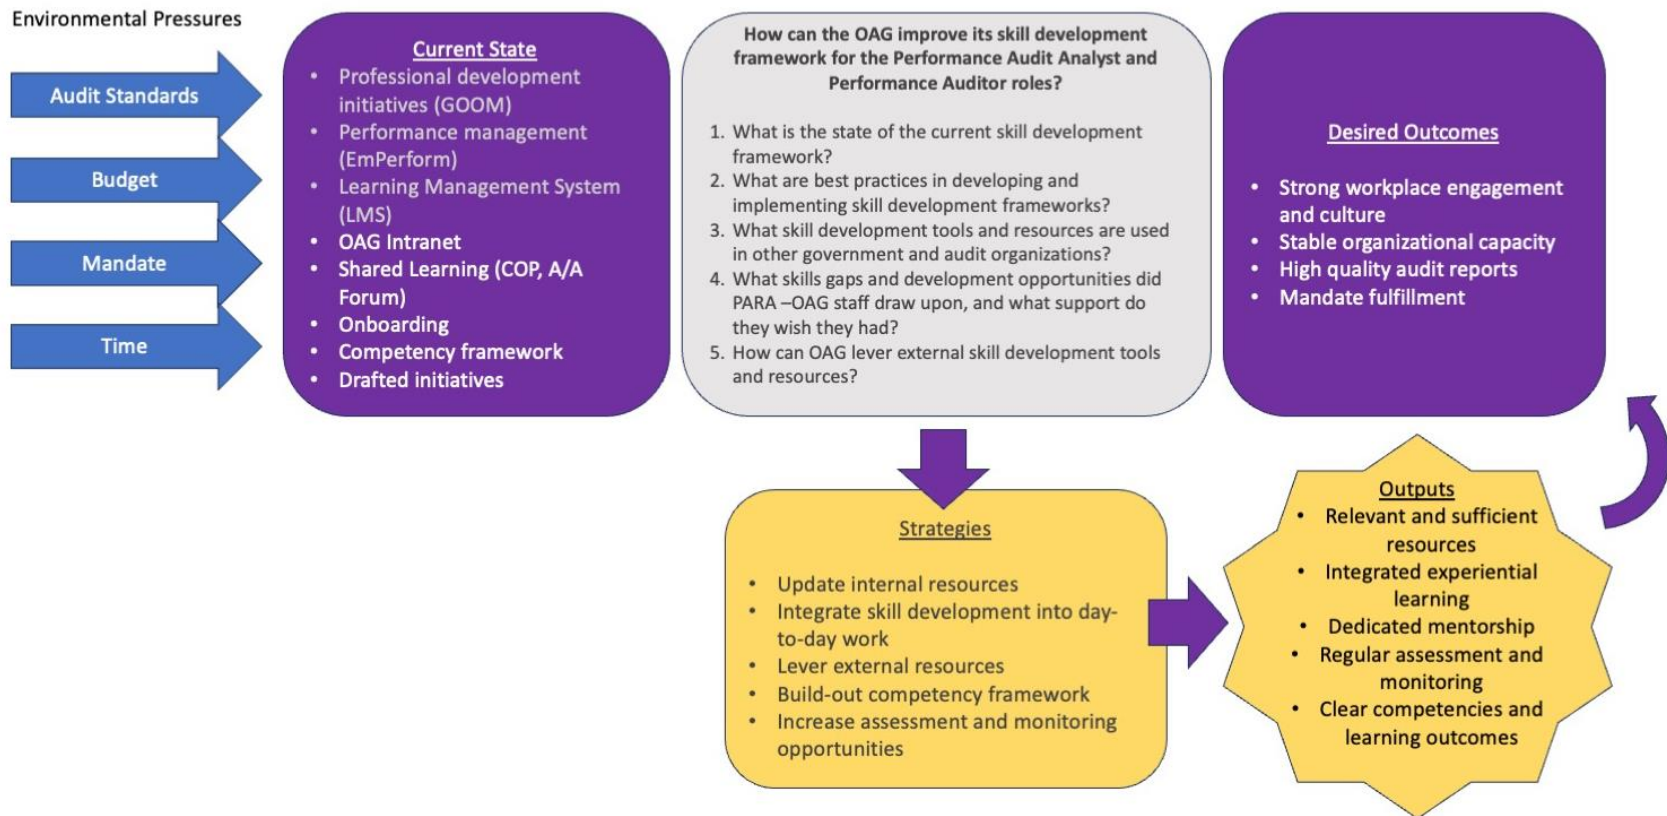 Environmental Pressures
Audit Standards
Budget
Mandate
Time
Current State
• Professional development
initiatives (GOOM)
• Performance management
(EmPerform)
• Learning Management System
(LMS)
• OAG Intranet
• Shared Learning (COP, A/A
Forum)
• Onboarding
• Competency framework
• Drafted initiatives
How can the OAG improve its skill development
framework for the Performance Audit Analyst and
Performance Auditor roles?
1. What is the state of the current skill development
framework?
2. What are best practices in developing and
implementing skill development frameworks?
3. What skill development tools and resources are used
in other government and audit organizations?
4. What skills gaps and development opportunities did
PARA –OAG staff draw upon, and what support do
they wish they had?
5. How can OAG lever external skill development tools
and resources?
Desired Outcomes
• Strong workplace engagement
and culture
• Stable organizational capacity
• High quality audit reports
• Mandate fulfillment
Strategies
• Update internal resources
• Integrate skill development into day-
to-day work
• Lever external resources
• Build-out competency framework
• Increase assessment and monitoring
opportunities
Outputs
• Relevant and sufficient
resources
• Integrated experiential
learning
• Dedicated mentorship
• Regular assessment and
monitoring
• Clear competencies and
learning outcomes